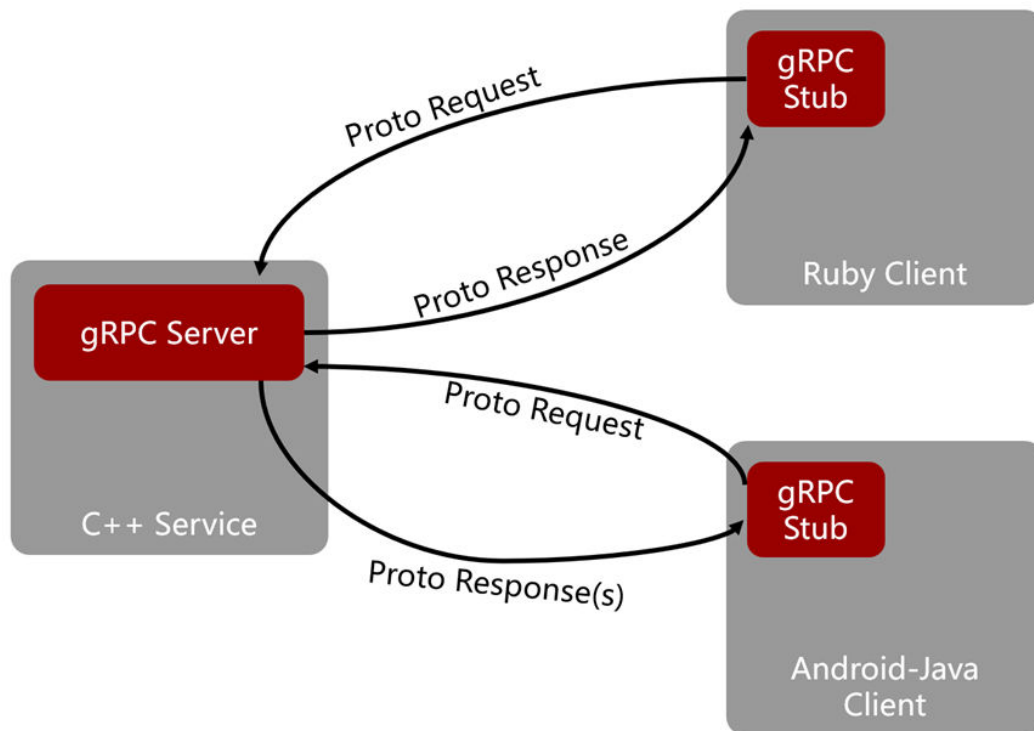 gRPC
Stub
Proto Request
Proto Response
Ruby Client
gRPC Server
C++ Service
Proto Request
gRPC
Stub
Proto Response(s)
Android-Java
Client